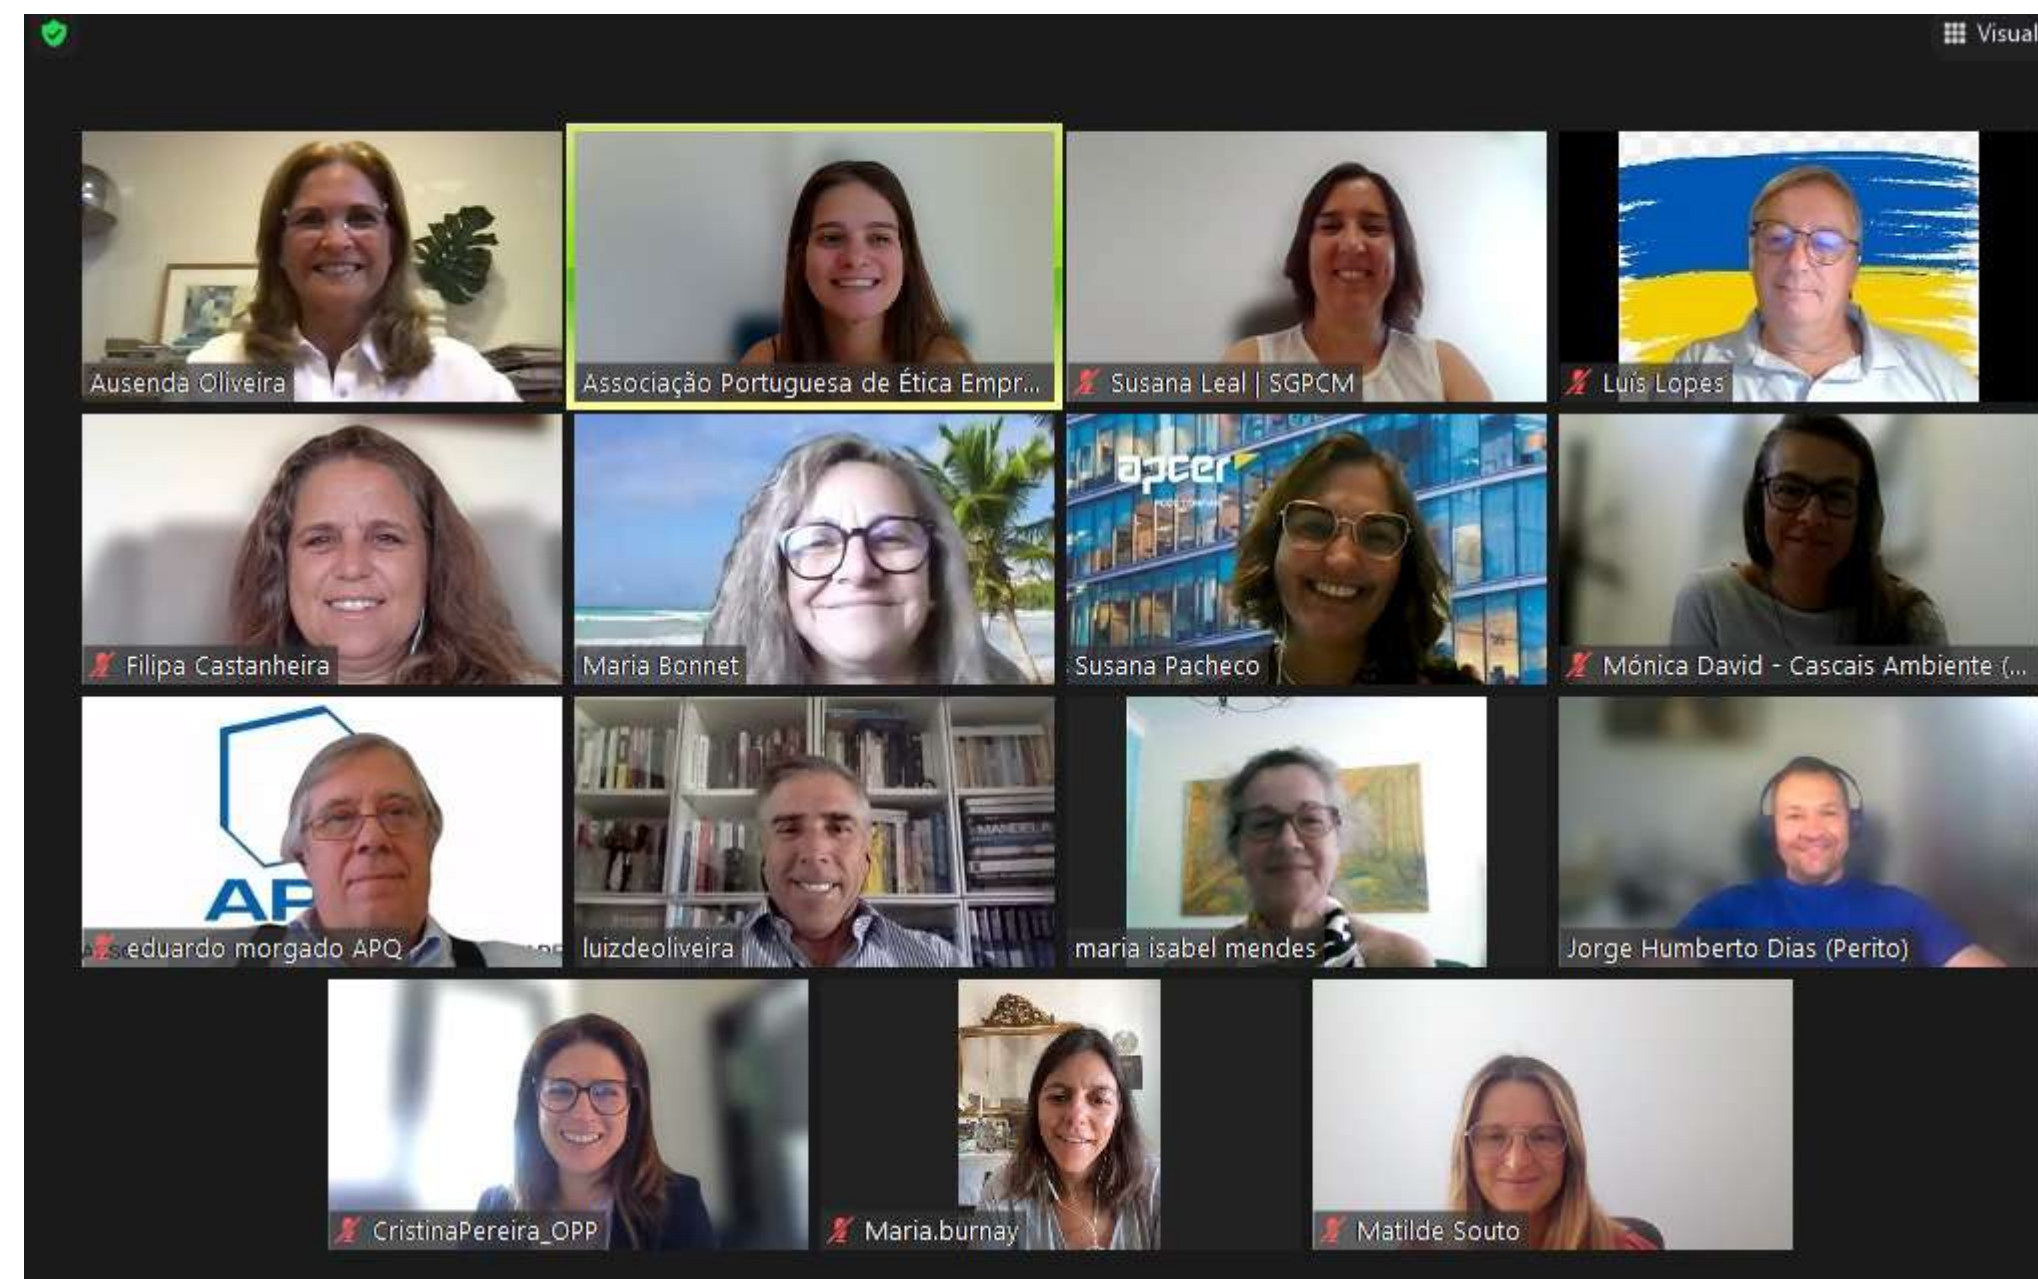 Visual
Ausenda Oliveira
Associação Portuguesa de Ética Empr...
Susana Leal | SGPCM
Luís Lopes
Filipa Castanheira
Maria Bonnet
apcer
Susana Pacheco
Mónica David - Cascais Ambiente (...
AP
eduardo morgado APQ
MANDELA
luizdeoliveira
maria isabel mendes
Jorge Humberto Dias (Perito)
CristinaPereira_OPP
Maria.burnay
Matilde Souto